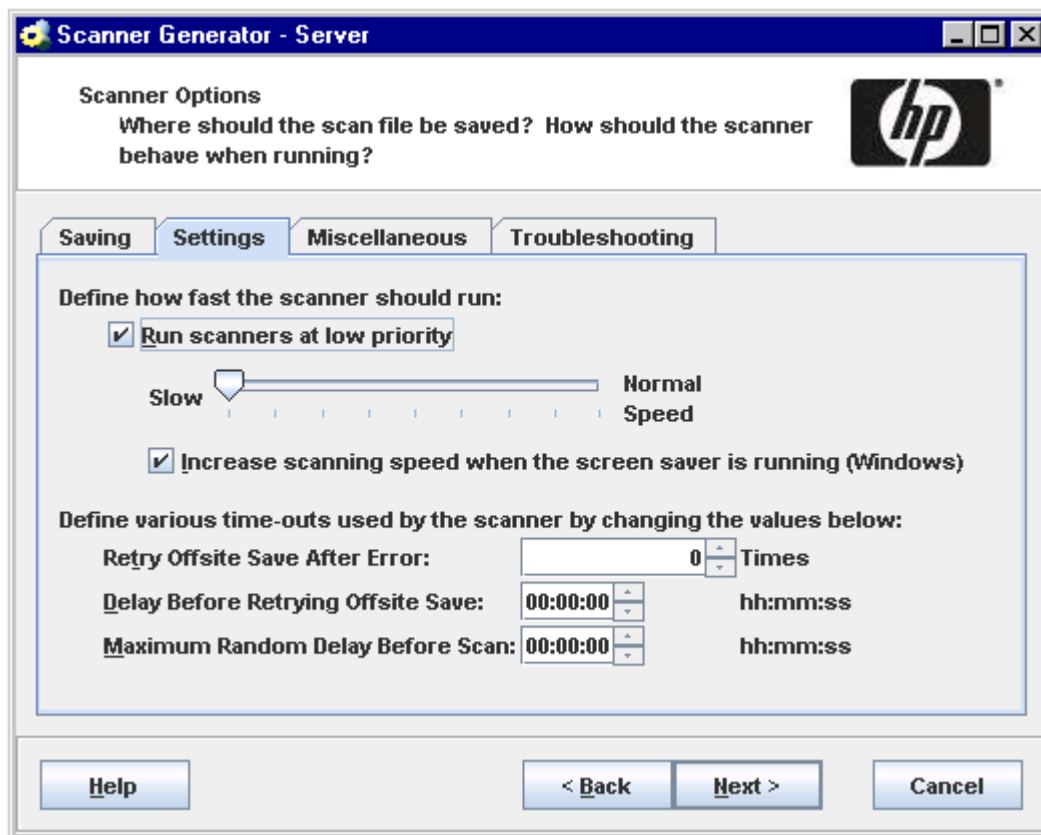 Scanner Generator - Server
Scanner Options
Where should the scan file be saved? How should the scanner
behave when running?
hp
Saving
Settings
Miscellaneous
Troubleshooting
Define how fast the scanner should run:
Run scanners at low priority
Slow
Normal
Speed
Increase scanning speed when the screen saver is running (Windows)
Define various time-outs used by the scanner by changing the values below:
Retry Offsite Save After Error: 0 Times
Delay Before Retrying Offsite Save: 00:00:00 hh:mm:ss
Maximum Random Delay Before Scan: 00:00:00 hh:mm:ss
Help
< Back
Next >
Cancel